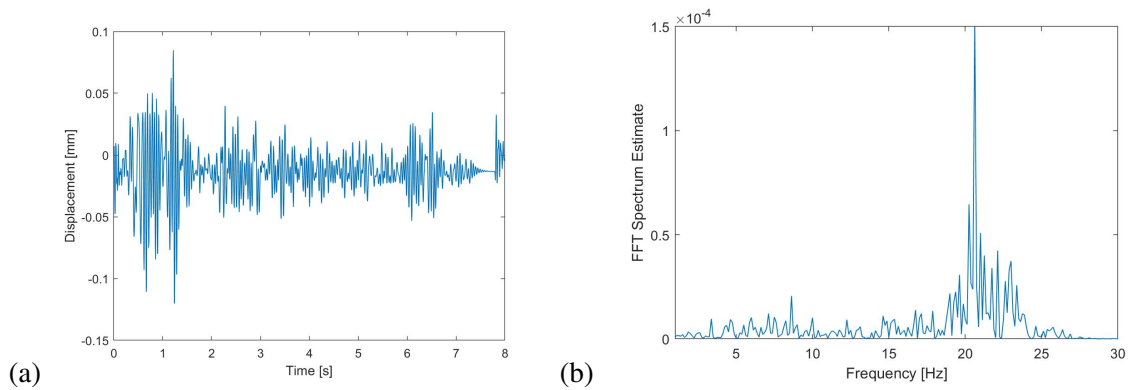 (a)
Displacement [mm]
0.1
0.05
0
-0.05
-0.1
-0.15
0 1 2 3 4 5 6 7 8
Time [s]
(b)
FFT Spectrum Estimate
×10⁻⁴
1.5
1
0.5
0
5 10 15 20 25 30
Frequency [Hz]